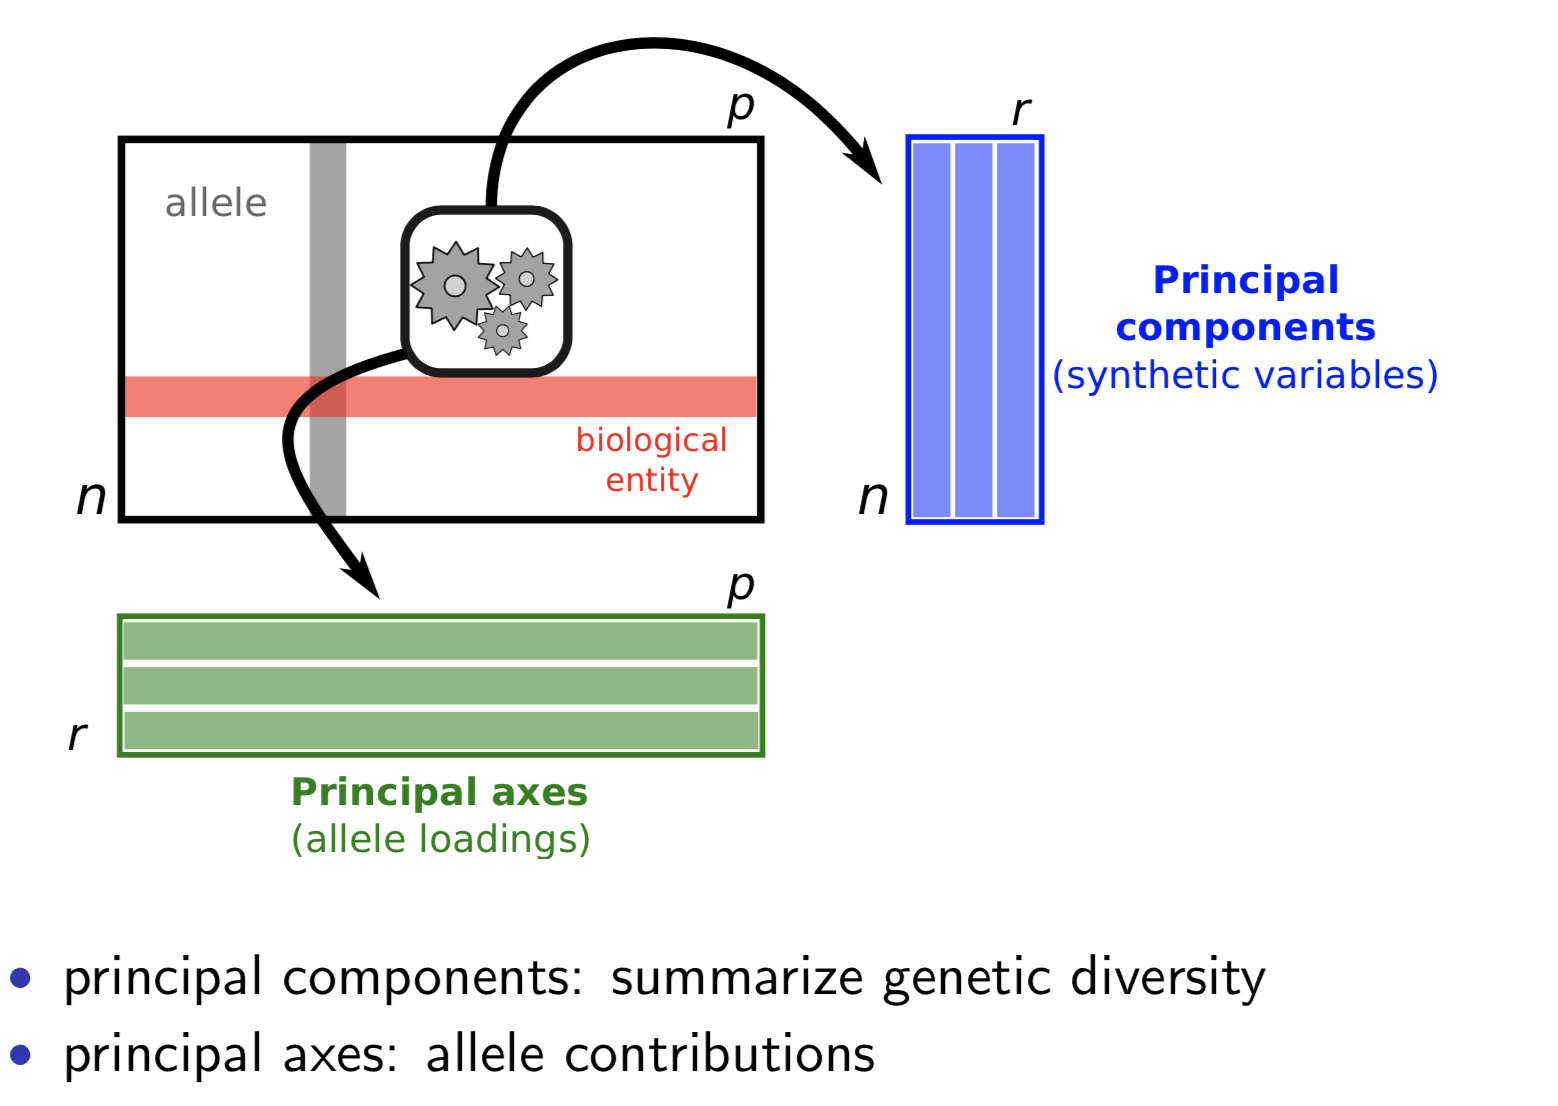 p
r
allele
biological
entity
n
n
Principal
components
(synthetic variables)
p
r
Principal axes
(allele loadings)
• principal components: summarize genetic diversity
• principal axes: allele contributions